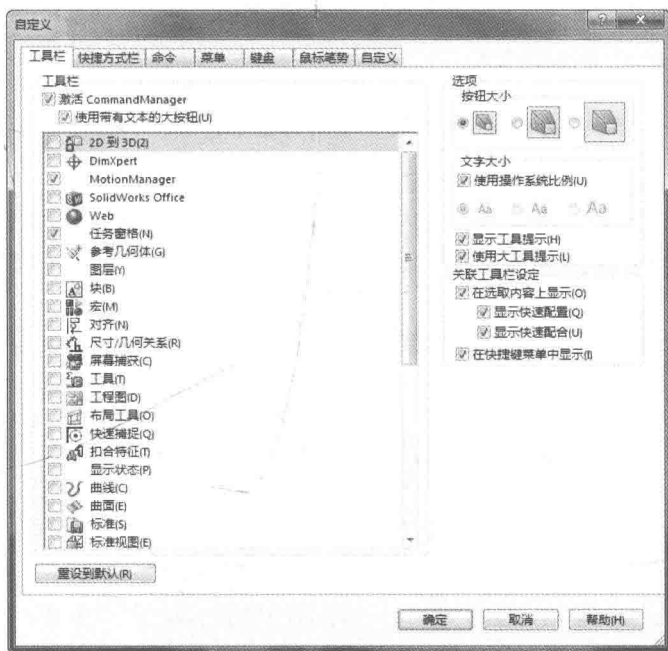 自定义
工具栏 快捷方式栏 命令 菜单 键盘 鼠标笔势 自定义
工具栏
激活 CommandManager
使用带有文本的大按钮(U)
2D 到 3D(2)
DimXpert
MotionManager
SolidWorks Office
Web
任务窗格(N)
参考几何体(G)
图层(Y)
块(B)
宏(M)
对齐(N)
尺寸/几何关系(R)
屏幕捕获(C)
工具(T)
工程图(D)
布局工具(O)
快速捕捉(Q)
扣合特征(T)
显示状态(P)
曲线(C)
曲面(E)
标准(S)
标准视图(E)
重设到默认(R)
选项
按钮大小
文字大小
使用操作系统比例(U)
Aa Aa Aa
显示工具提示(H)
使用大工具提示(L)
关联工具栏设定
在选取内容上显示(O)
显示快速配置(Q)
显示快速配合(U)
在快捷键菜单中显示(I)
确定 取消 帮助(H)